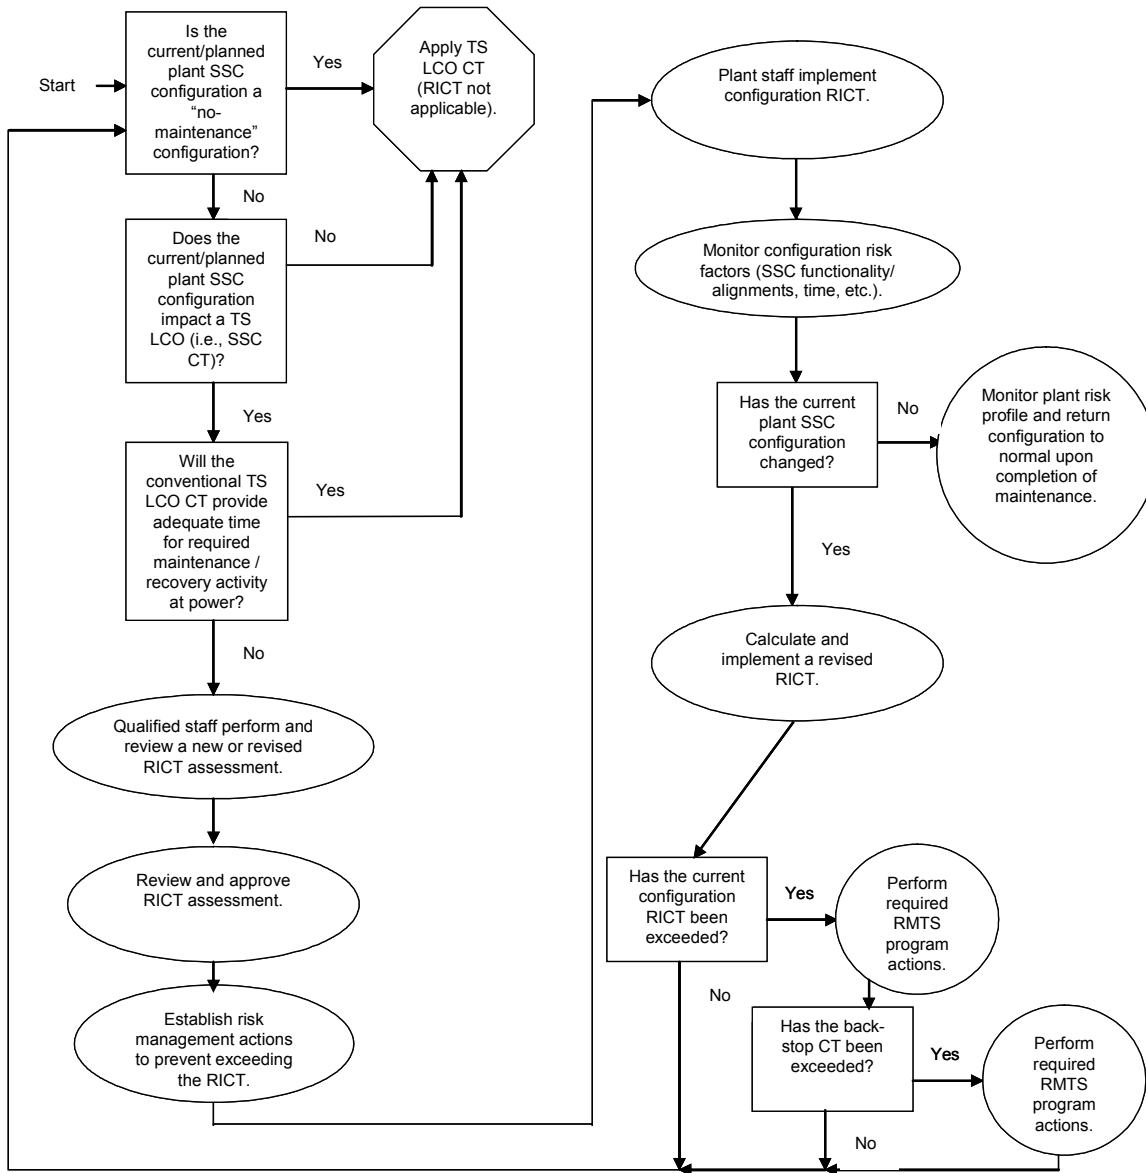 Start
Is the
current/planned
plant SSC
configuration a
“no-
maintenance”
configuration?
Yes
Apply TS
LCO CT
(RICT not
applicable).
No
Does the
current/planned
plant SSC
configuration
impact a TS
LCO (i.e., SSC
CT)?
No
Yes
Will the
conventional TS
LCO CT provide
adequate time
for required
maintenance /
recovery activity
at power?
Yes
No
Qualified staff perform and
review a new or revised
RICT assessment.
Review and approve
RICT assessment.
Establish risk
management actions
to prevent exceeding
the RICT.
Plant staff implement
configuration RICT.
Monitor configuration risk
factors (SSC functionality/
alignments, time, etc.).
Has the current
plant SSC
configuration
changed?
No
Monitor plant risk
profile and return
configuration to
normal upon
completion of
maintenance.
Yes
Calculate and
implement a revised
RICT.
Has the current
configuration
RICT been
exceeded?
Yes
Perform
required
RMTS
program
actions.
No
Has the back-
stop CT been
exceeded?
Yes
Perform
required
RMTS
program
actions.
No